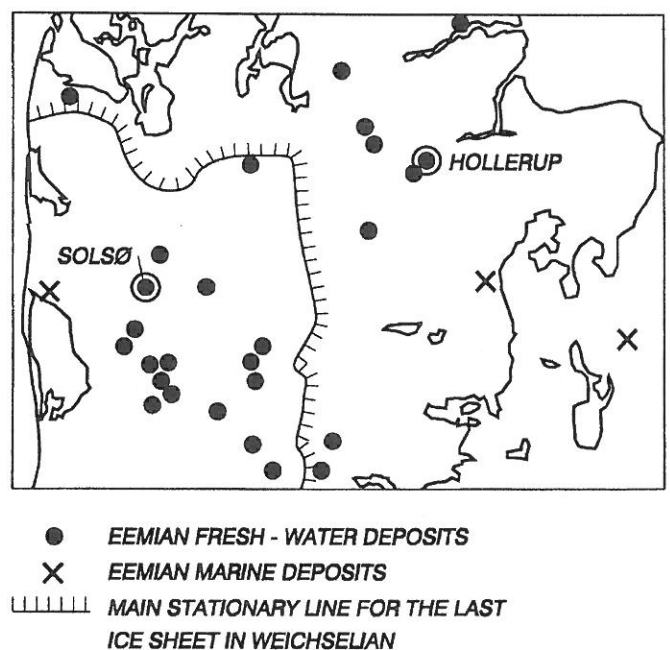 HOLLERUP
SOLSØ
EEMIAN FRESH - WATER DEPOSITS
EEMIAN MARINE DEPOSITS
MAIN STATIONARY LINE FOR THE LAST
ICE SHEET IN WEICHSELIAN